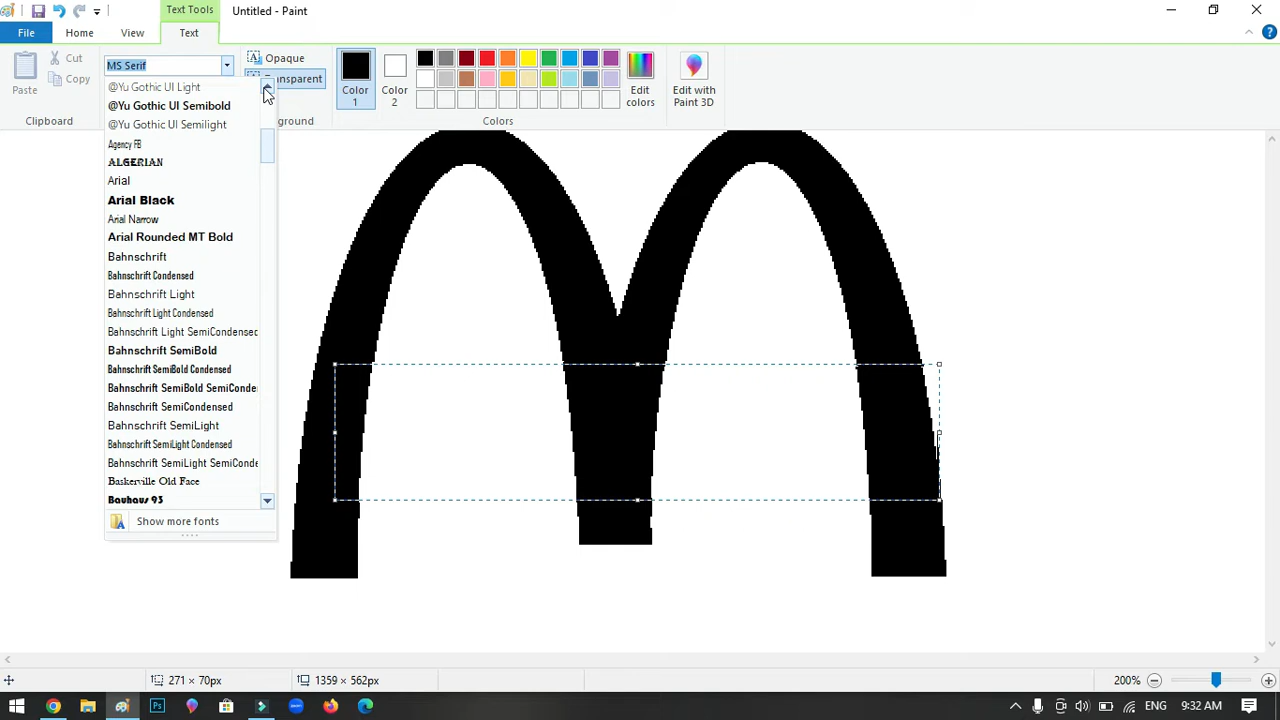 Text Tools
Untitled - Paint
File
Home
View
Text
Paste
Cut
Copy
Clipboard
MS Serif
Opaque
Color 1
Color 2
Edit colors
Colors
Edit with Paint 3D
@Yu Gothic UI Light
@Yu Gothic UI Semibold
@Yu Gothic UI Semilight
Agency FB
ALGERIAN
Arial
Arial Black
Arial Narrow
Arial Rounded MT Bold
Bahnschrift
Bahnschrift Condensed
Bahnschrift Light
Bahnschrift Light Condensed
Bahnschrift Light SemiCondensed
Bahnschrift SemiBold
Bahnschrift SemiBold Condensed
Bahnschrift SemiBold SemiConde
Bahnschrift SemiCondensed
Bahnschrift SemiLight
Bahnschrift SemiLight Condensed
Bahnschrift SemiLight SemiConde
Baskerville Old Face
Bauhaus 93
Show more fonts
271 × 70px
1359 × 562px
200%
Ps
zoom
ENG
9:32 AM